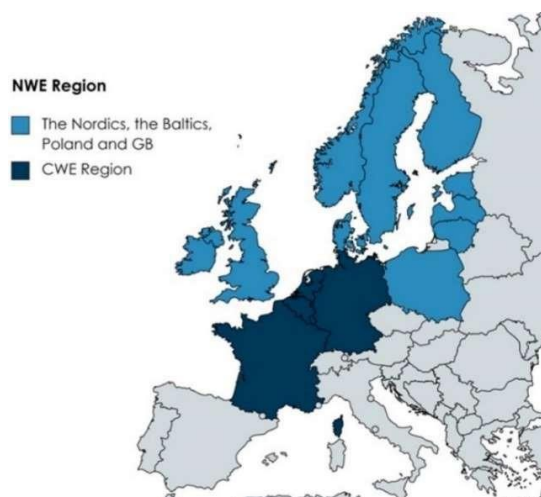 NWE Region
The Nordics, the Baltics,
Poland and GB
CWE Region